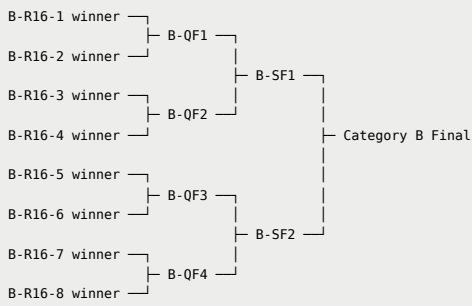 B-R16-1 winner
B-QF1
B-R16-2 winner
B-SF1
B-R16-3 winner
B-QF2
B-R16-4 winner
Category B Final
B-R16-5 winner
B-QF3
B-R16-6 winner
B-SF2
B-R16-7 winner
B-QF4
B-R16-8 winner